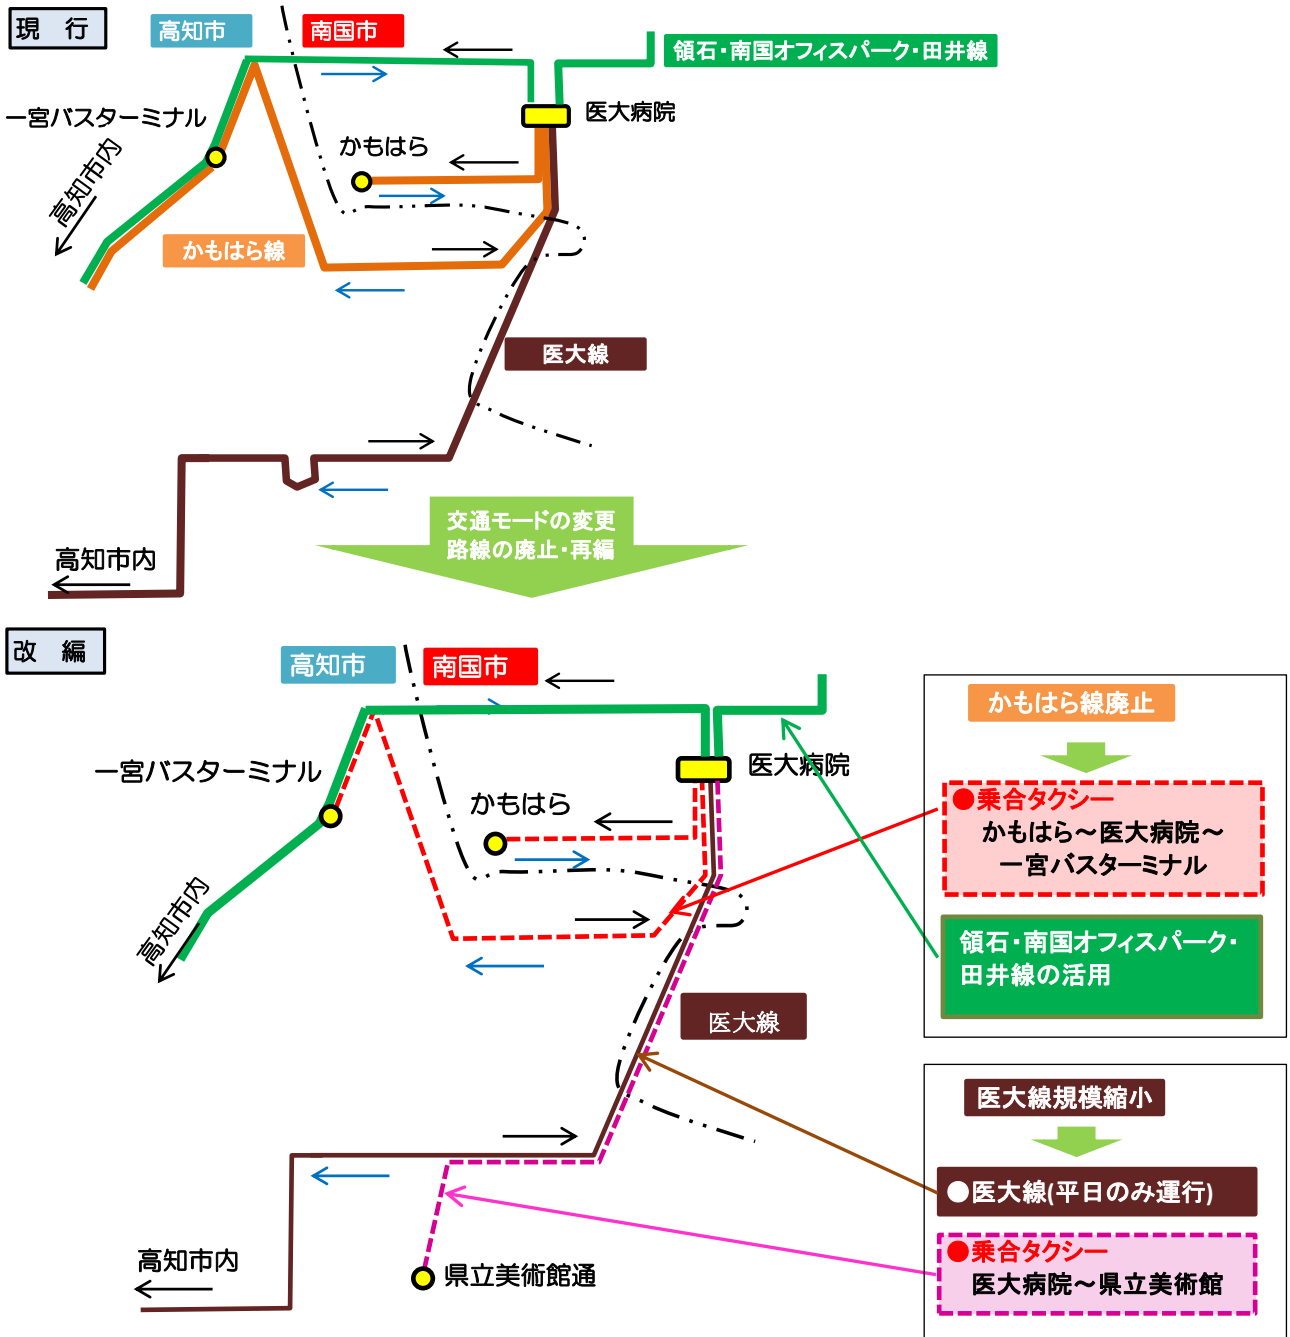 現 行
高知市
南国市
領石・南国オフィスパーク・田井線
一宮バスターミナル
医大病院
かもはら
高知市内
かもはら線
医大線
交通モードの変更
路線の廃止・再編
高知市内
改 編
高知市
南国市
かもはら線廃止
一宮バスターミナル
医大病院
かもはら
●乗合タクシー
かもはら～医大病院～
一宮バスターミナル
高知市内
領石・南国オフィスパーク・
田井線の活用
医大線
医大線規模縮小
●医大線(平日のみ運行)
高知市内
県立美術館通
●乗合タクシー
医大病院～県立美術館